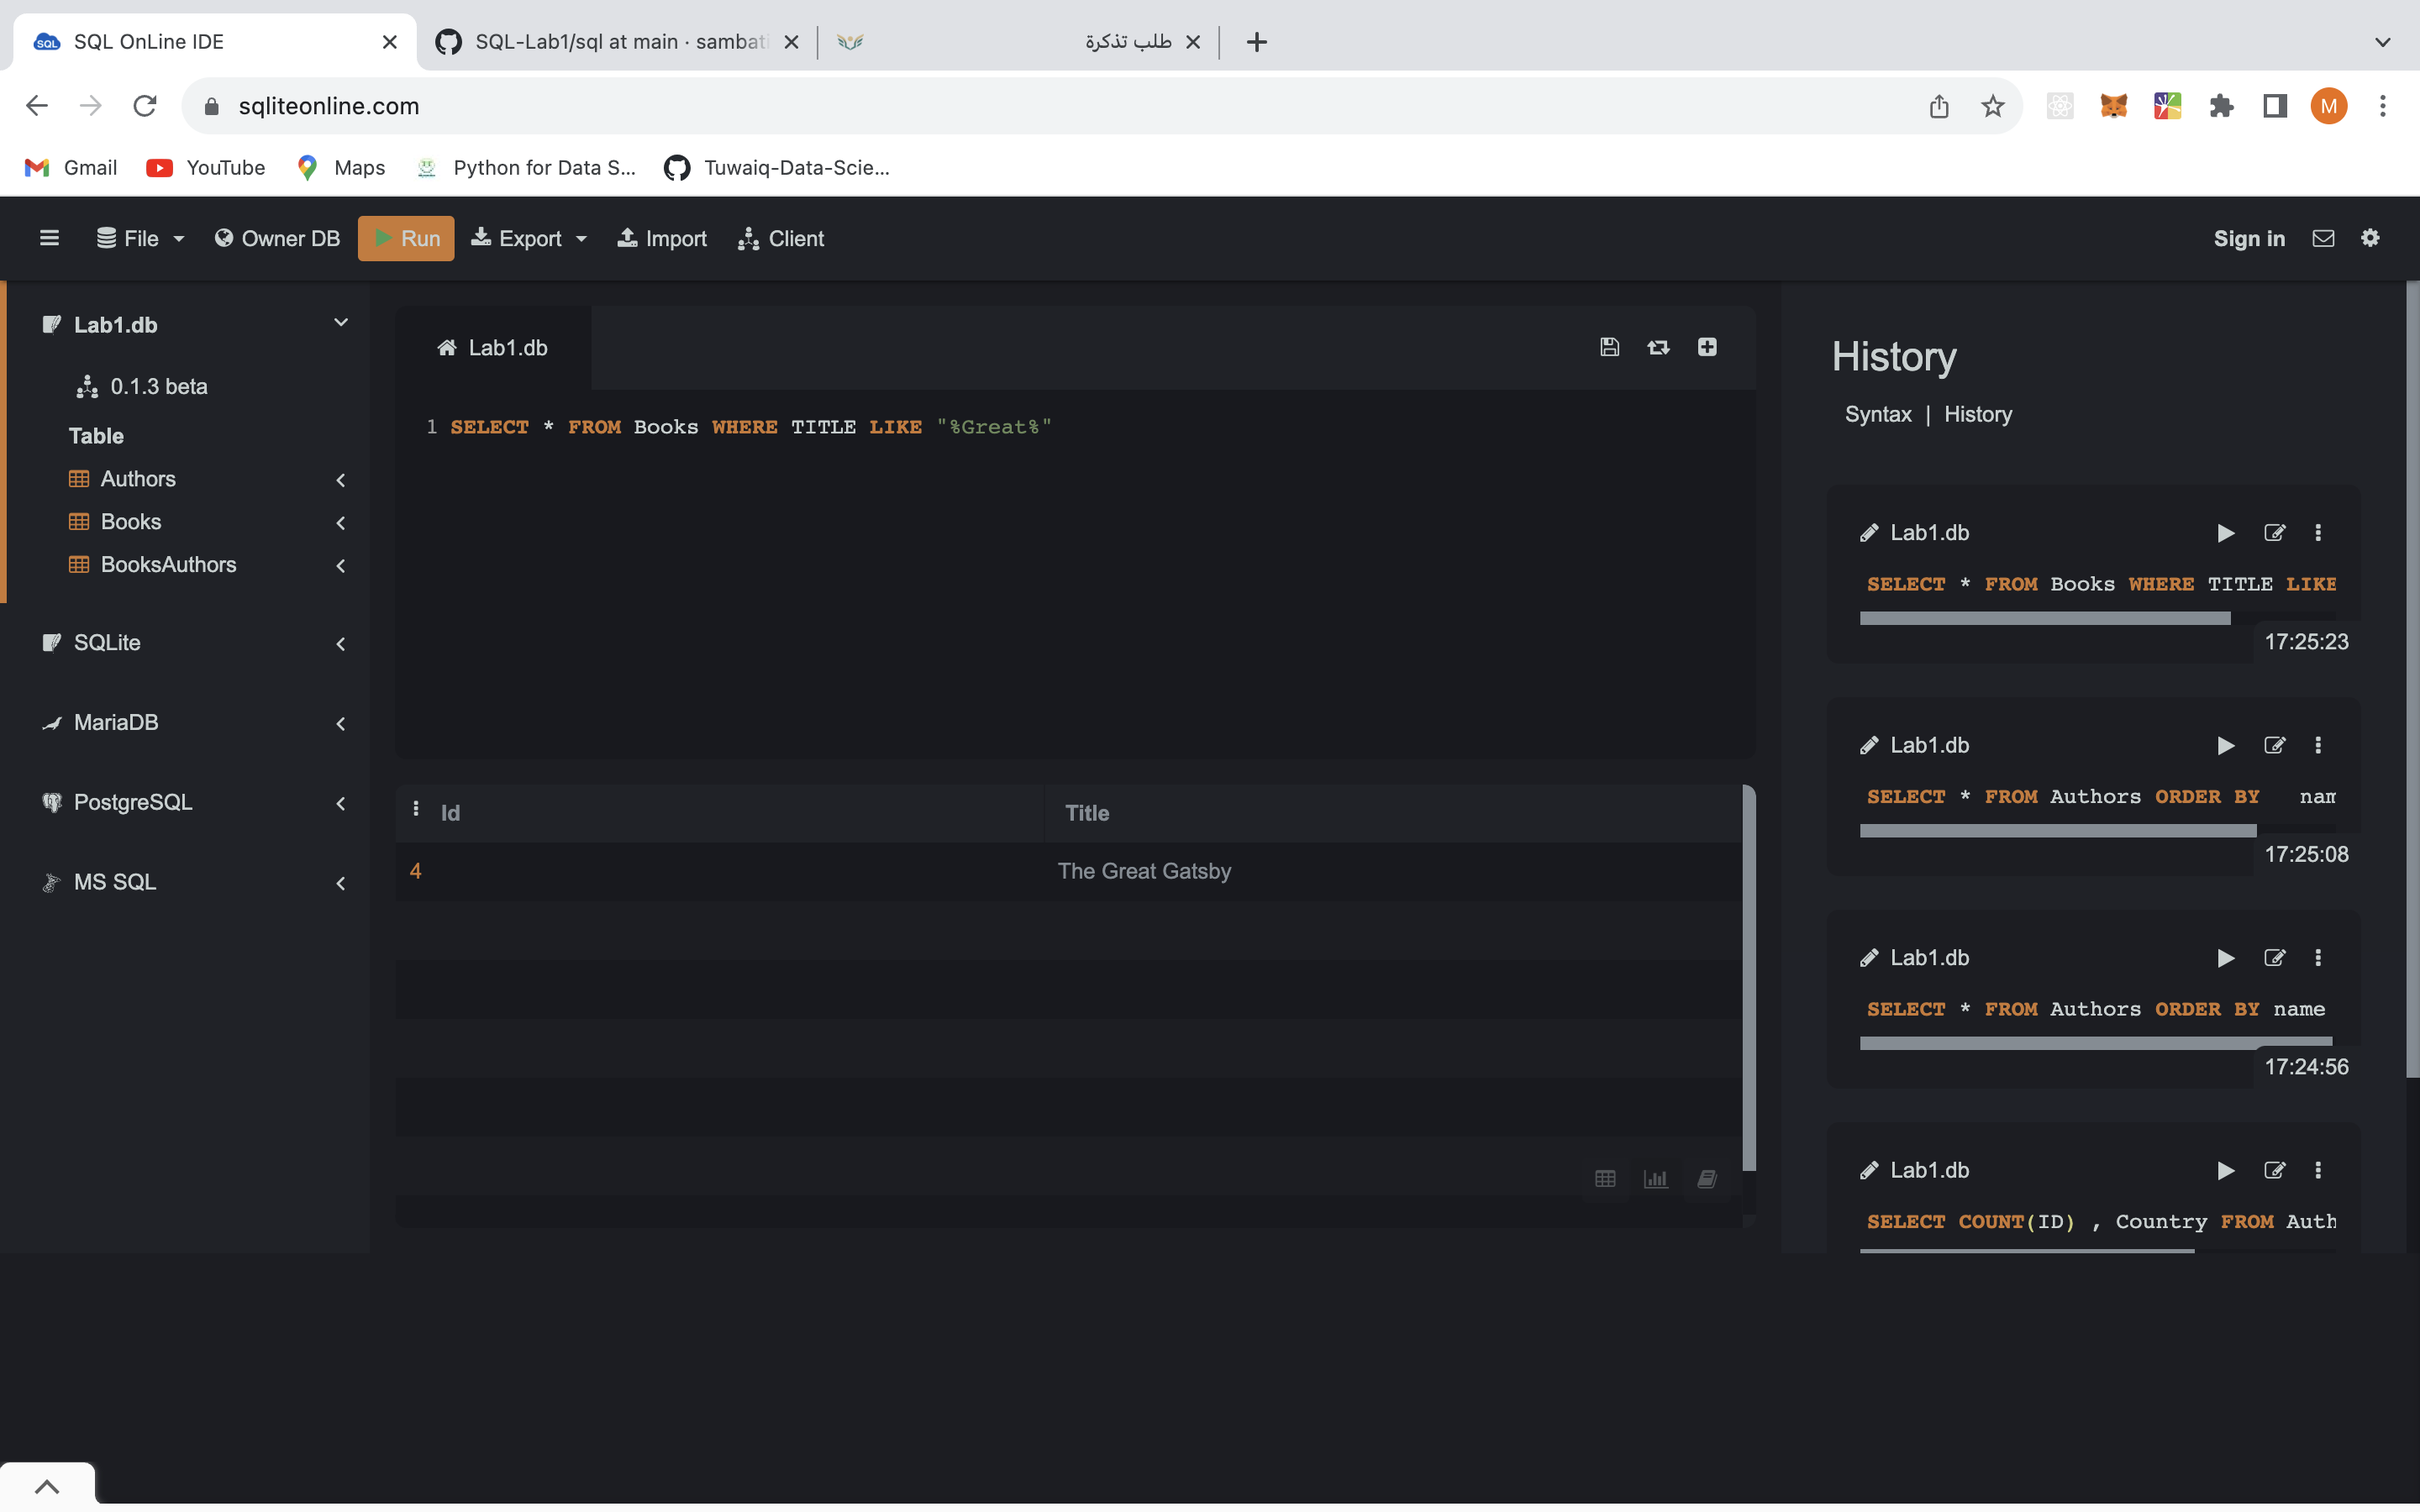 SQL OnLine IDE
SQL-Lab1/sql at main · sambati
طلب تذكرة
sqliteonline.com
M
Gmail
YouTube
Maps
Python for Data S...
Tuwaiq-Data-Scie...
File
Owner DB
Run
Export
Import
Client
Sign in
Lab1.db
0.1.3 beta
Table
Authors
Books
BooksAuthors
SQLite
MariaDB
PostgreSQL
MS SQL
Lab1.db
1 SELECT * FROM Books WHERE TITLE LIKE "%Great%"
Id Title
4 The Great Gatsby
History
Syntax | History
Lab1.db
SELECT * FROM Books WHERE TITLE LIKE
17:25:23
Lab1.db
SELECT * FROM Authors ORDER BY nam
17:25:08
Lab1.db
SELECT * FROM Authors ORDER BY name
17:24:56
Lab1.db
SELECT COUNT(ID) , Country FROM Auth